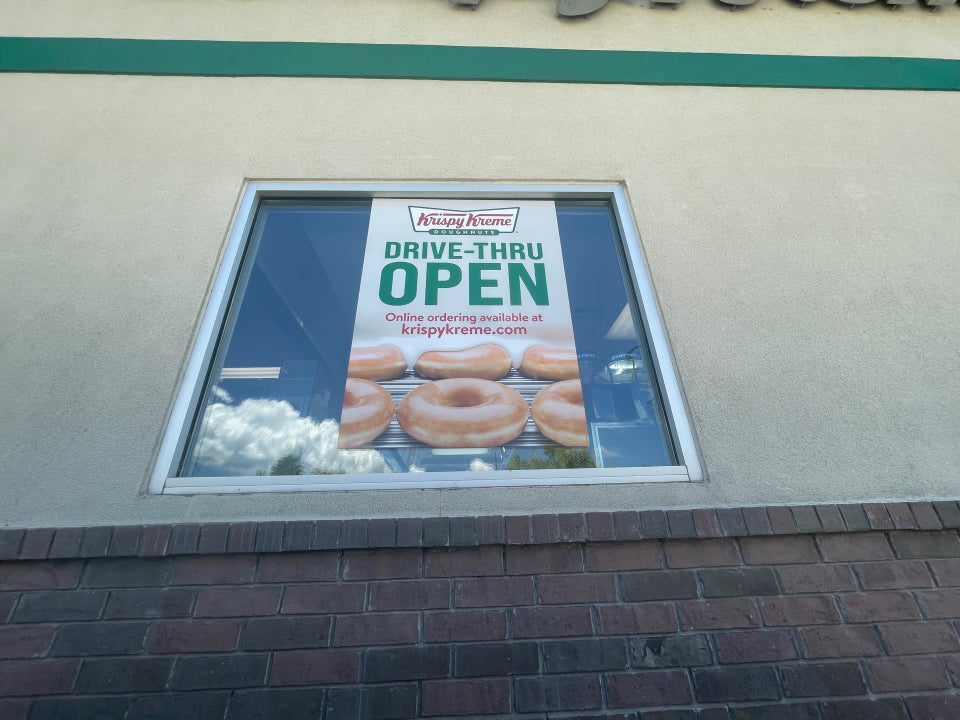 Krispy Kreme
DOUGHNUTS
DRIVE-THRU
OPEN
Online ordering available at
krispykreme.com